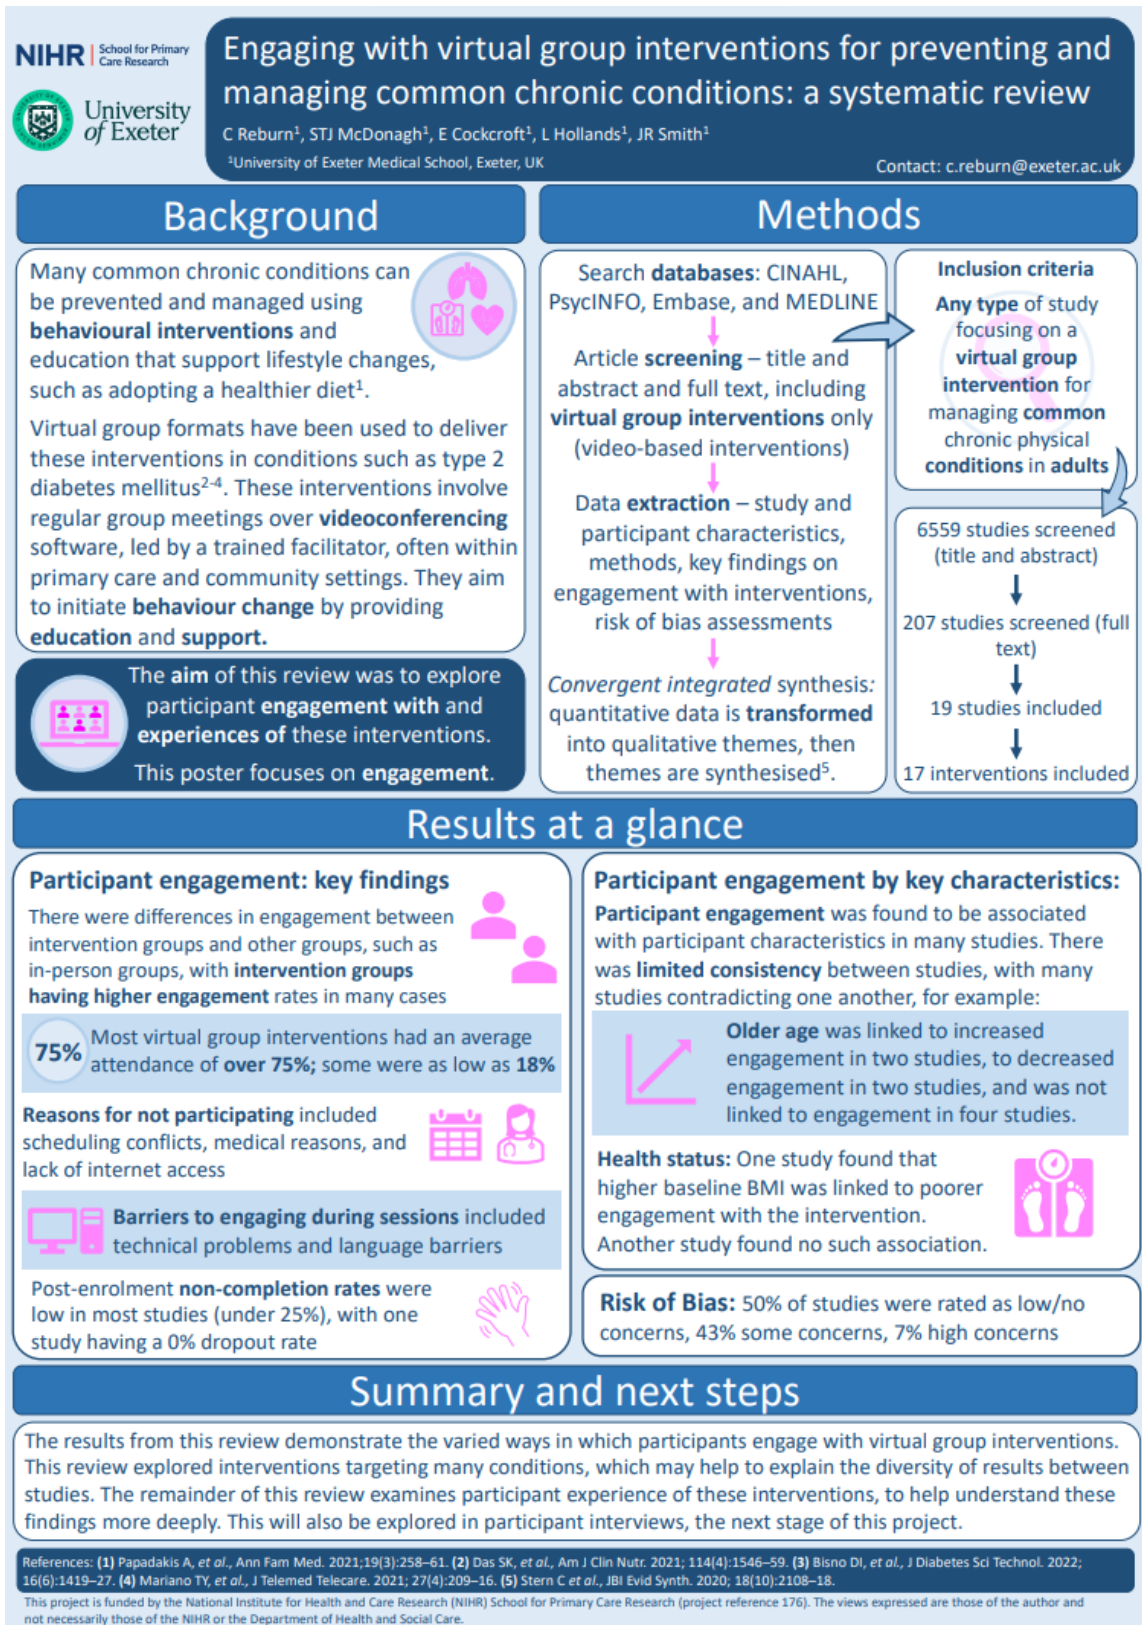 NIHR | School for Primary
Care Research
University
of Exeter
Engaging with virtual group interventions for preventing and
managing common chronic conditions: a systematic review
C Reburn¹, STJ McDonagh¹, E Cockcroft¹, L Hollands¹, JR Smith¹
¹University of Exeter Medical School, Exeter, UK
Contact: c.reburn@exeter.ac.uk
Background
Many common chronic conditions can
be prevented and managed using
behavioural interventions and
education that support lifestyle changes,
such as adopting a healthier diet¹.
Virtual group formats have been used to deliver
these interventions in conditions such as type 2
diabetes mellitus²⁻⁴. These interventions involve
regular group meetings over videoconferencing
software, led by a trained facilitator, often within
primary care and community settings. They aim
to initiate behaviour change by providing
education and support.
The aim of this review was to explore
participant engagement with and
experiences of these interventions.
This poster focuses on engagement.
Methods
Search databases: CINAHL,
PsycINFO, Embase, and MEDLINE
Article screening – title and
abstract and full text, including
virtual group interventions only
(video-based interventions)
Data extraction – study and
participant characteristics,
methods, key findings on
engagement with interventions,
risk of bias assessments
Convergent integrated synthesis:
quantitative data is transformed
into qualitative themes, then
themes are synthesised⁵.
Inclusion criteria
Any type of study
focusing on a
virtual group
intervention for
managing common
chronic physical
conditions in adults
6559 studies screened
(title and abstract)
207 studies screened (full
text)
19 studies included
17 interventions included
Results at a glance
Participant engagement: key findings
There were differences in engagement between
intervention groups and other groups, such as
in-person groups, with intervention groups
having higher engagement rates in many cases
75%
Most virtual group interventions had an average
attendance of over 75%; some were as low as 18%
Reasons for not participating included
scheduling conflicts, medical reasons, and
lack of internet access
Barriers to engaging during sessions included
technical problems and language barriers
Post-enrolment non-completion rates were
low in most studies (under 25%), with one
study having a 0% dropout rate
Participant engagement by key characteristics:
Participant engagement was found to be associated
with participant characteristics in many studies. There
was limited consistency between studies, with many
studies contradicting one another, for example:
Older age was linked to increased
engagement in two studies, to decreased
engagement in two studies, and was not
linked to engagement in four studies.
Health status: One study found that
higher baseline BMI was linked to poorer
engagement with the intervention.
Another study found no such association.
Risk of Bias: 50% of studies were rated as low/no
concerns, 43% some concerns, 7% high concerns
Summary and next steps
The results from this review demonstrate the varied ways in which participants engage with virtual group interventions.
This review explored interventions targeting many conditions, which may help to explain the diversity of results between
studies. The remainder of this review examines participant experience of these interventions, to help understand these
findings more deeply. This will also be explored in participant interviews, the next stage of this project.
References: (1) Papadakis A, et al., Ann Fam Med. 2021;19(3):258–61. (2) Das SK, et al., Am J Clin Nutr. 2021; 114(4):1546–59. (3) Bisno DI, et al., J Diabetes Sci Technol. 2022;
16(6):1419–27. (4) Mariano TY, et al., J Telemed Telecare. 2021; 27(4):209–16. (5) Stern C et al., JBI Evid Synth. 2020; 18(10):2108–18.
This project is funded by the National Institute for Health and Care Research (NIHR) School for Primary Care Research (project reference 176). The views expressed are those of the author and
not necessarily those of the NIHR or the Department of Health and Social Care.